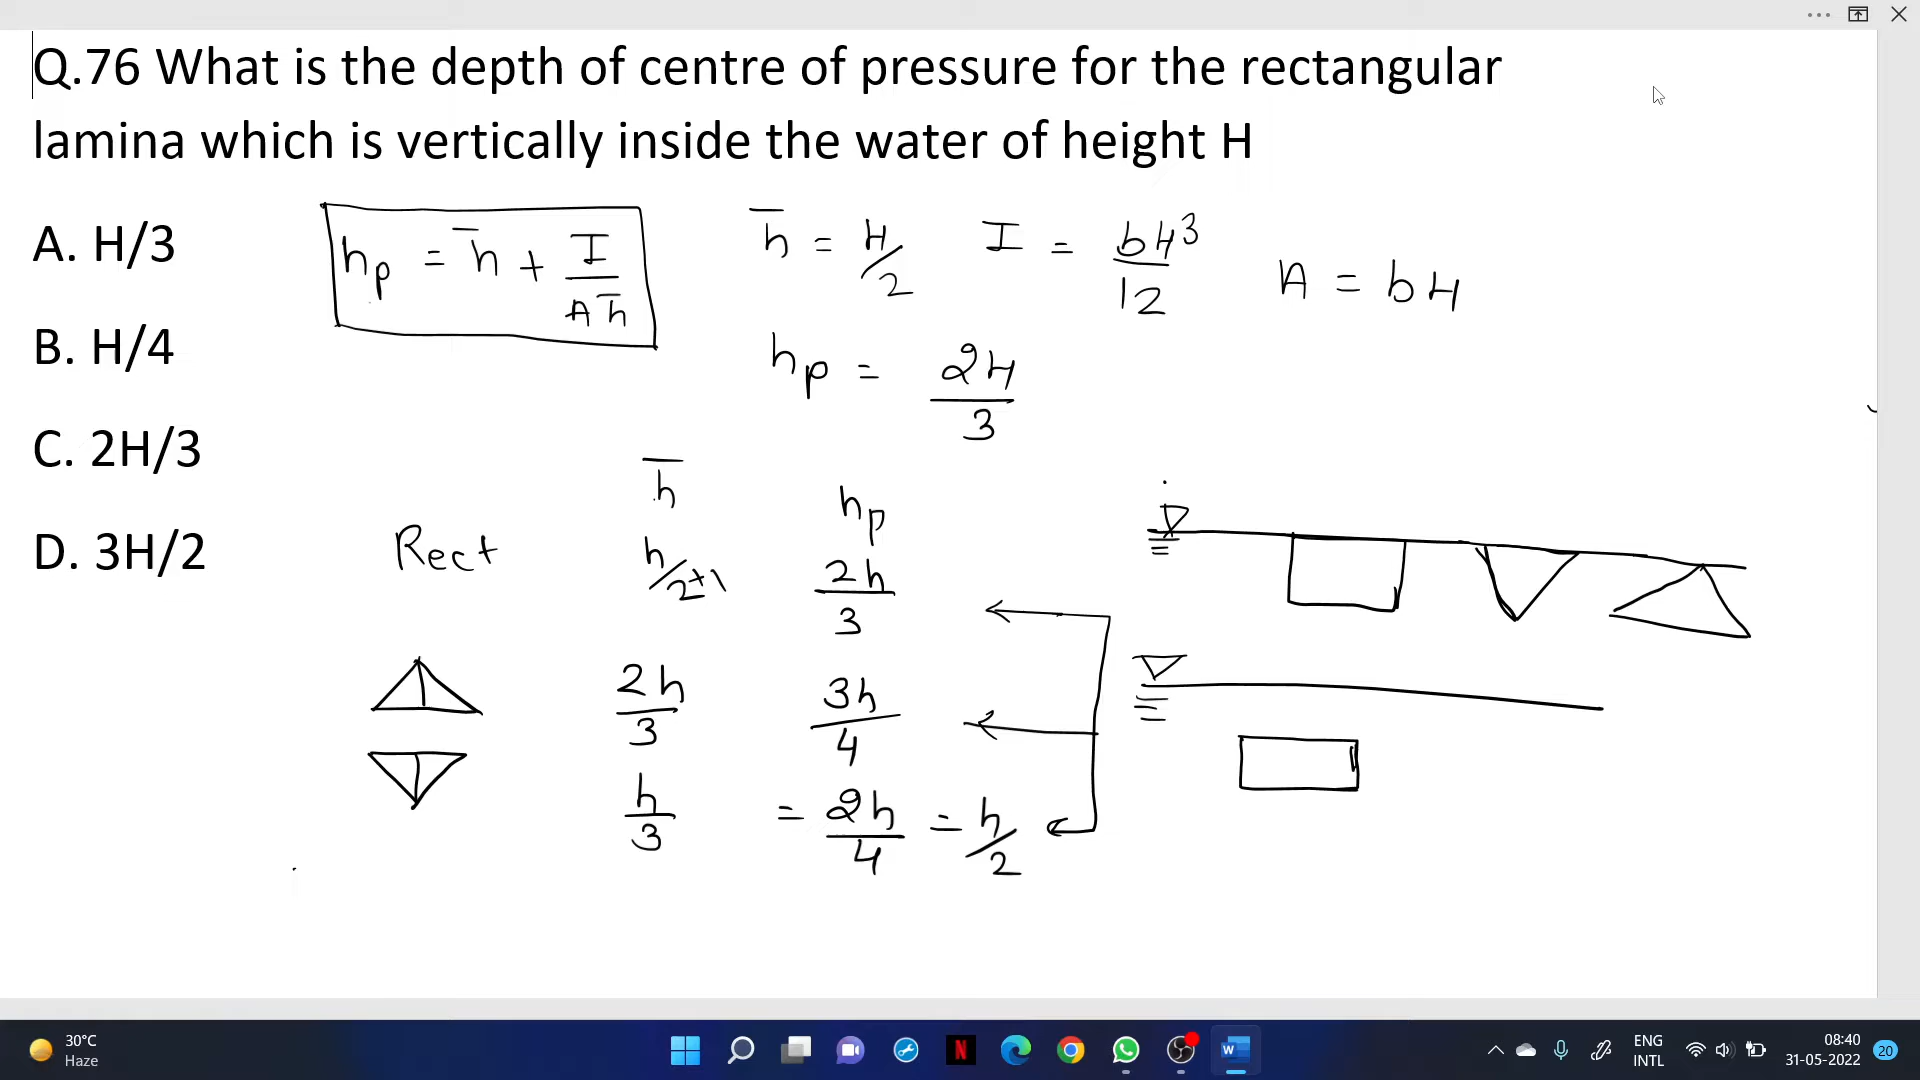 Q.76 What is the depth of centre of pressure for the rectangular
lamina which is vertically inside the water of height H
A. H/3
B. H/4
C. 2H/3
D. 3H/2
hp = h̅ + I/Ah̅
h̅ = H/2
I = bH³/12
A = bH
hp = 2H/3
h̅ hp
Rect h/2+1 2h/3
2h/3 3h/4
h/3 = 2h/4 = h/2
30°C
Haze
ENG
INTL
08:40
31-05-2022
20